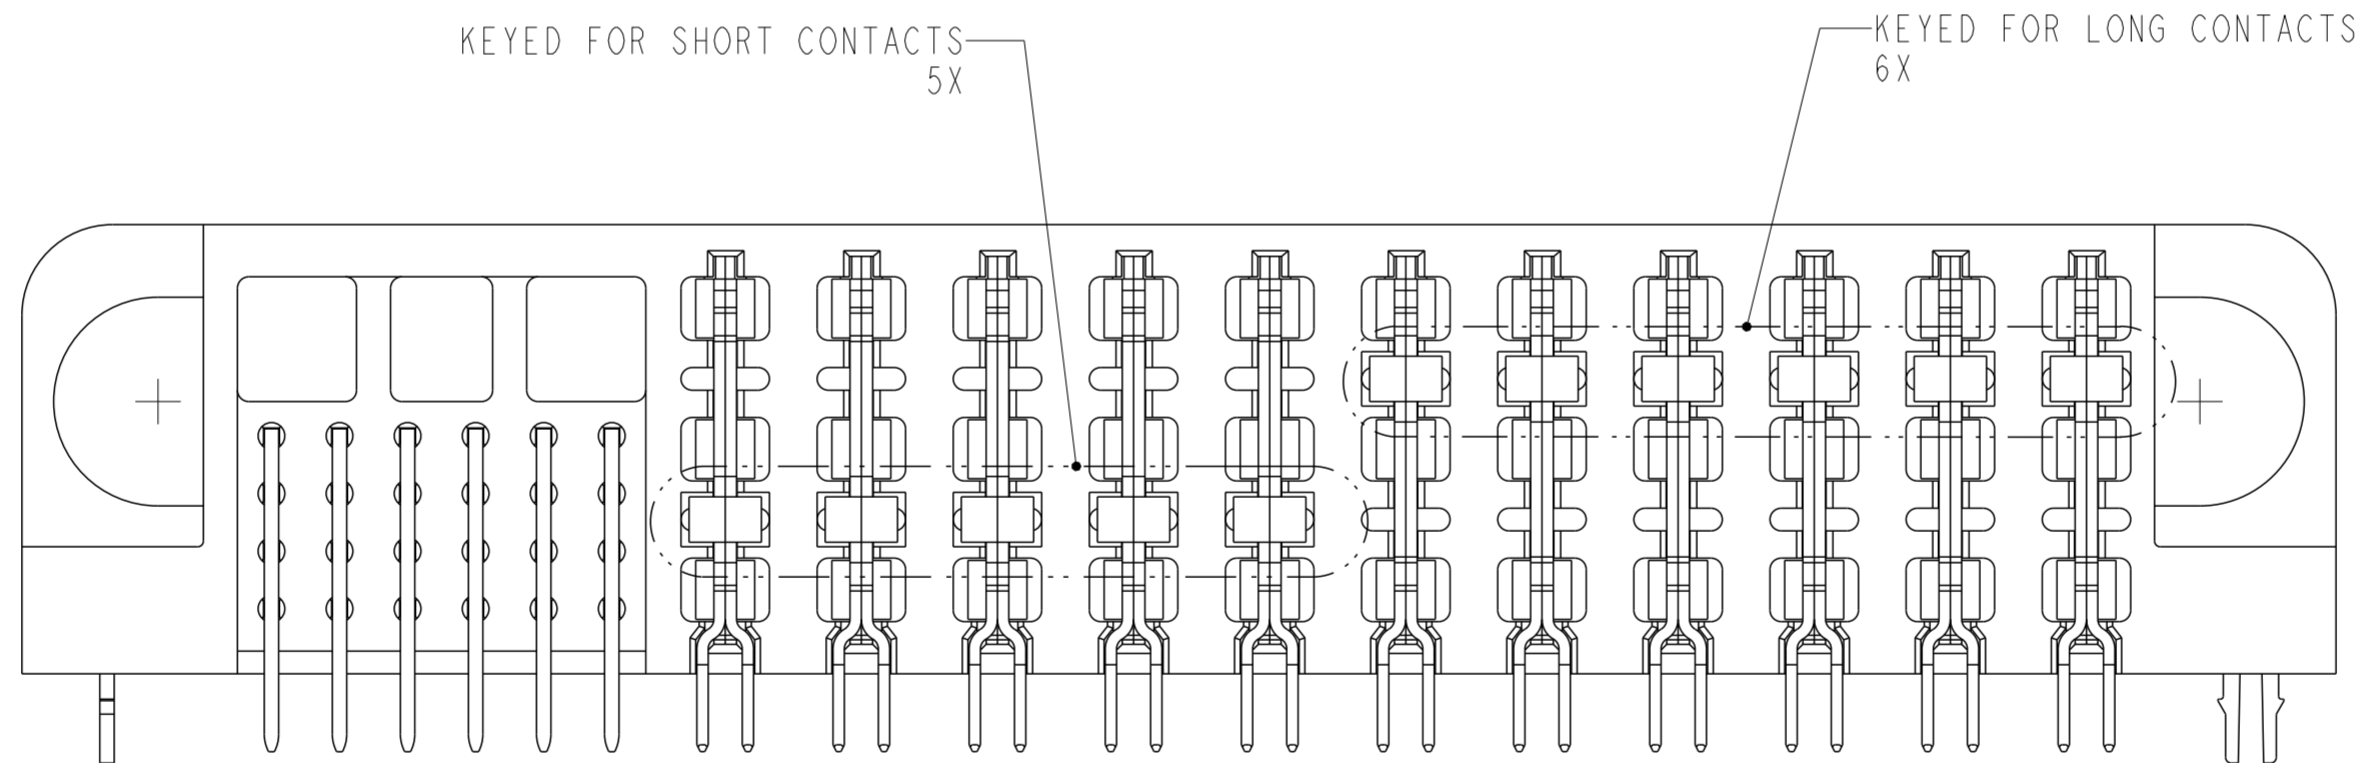 KEYED FOR SHORT CONTACTS
5X
KEYED FOR LONG CONTACTS
6X